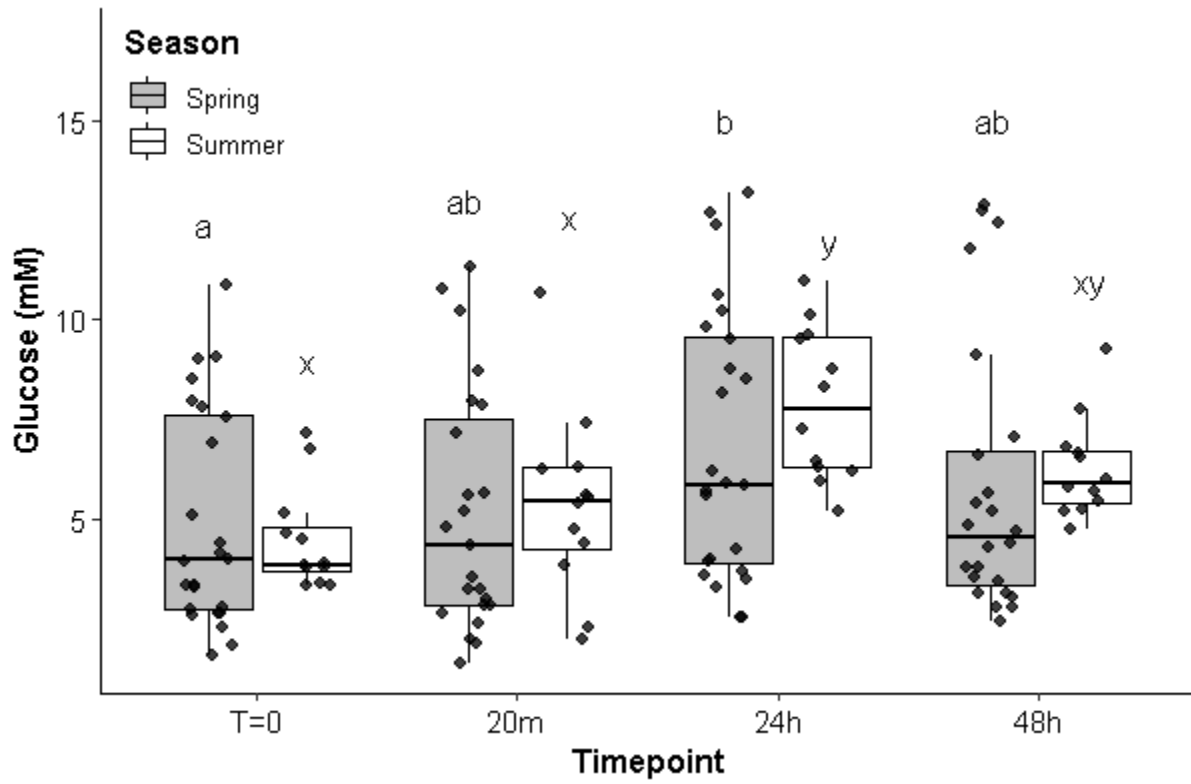 Season
Spring
Summer
Glucose (mM)
15
10
5
a
x
ab
x
b
y
ab
xy
T=0 20m 24h 48h
Timepoint